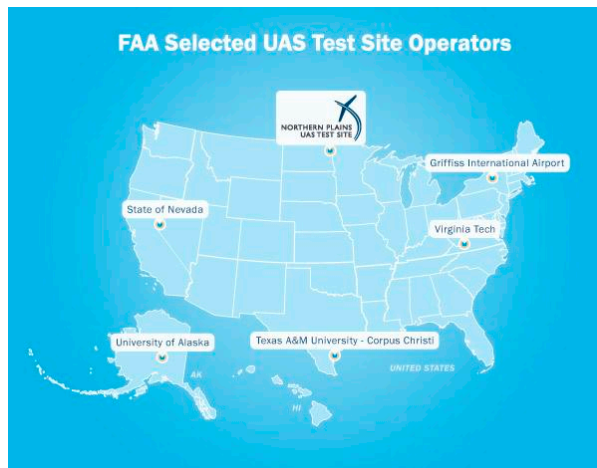 FAA Selected UAS Test Site Operators
NORTHERN PLAINS
UAS TEST SITE
Griffiss International Airport
State of Nevada
Virginia Tech
University of Alaska
Texas A&M University - Corpus Christi
UNITED STATES
AK
HI